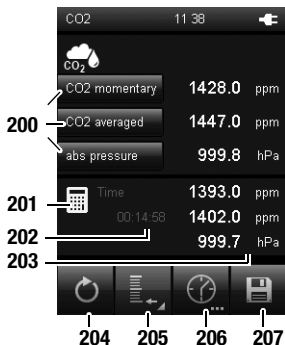 CO2 11 38
CO2
CO2 momentary 1428.0 ppm
200 CO2 averaged 1447.0 ppm
abs pressure 999.8 hPa
201 Time 1393.0 ppm
00:14:58 1402.0 ppm
202
999.7 hPa
203
204 205 206 207